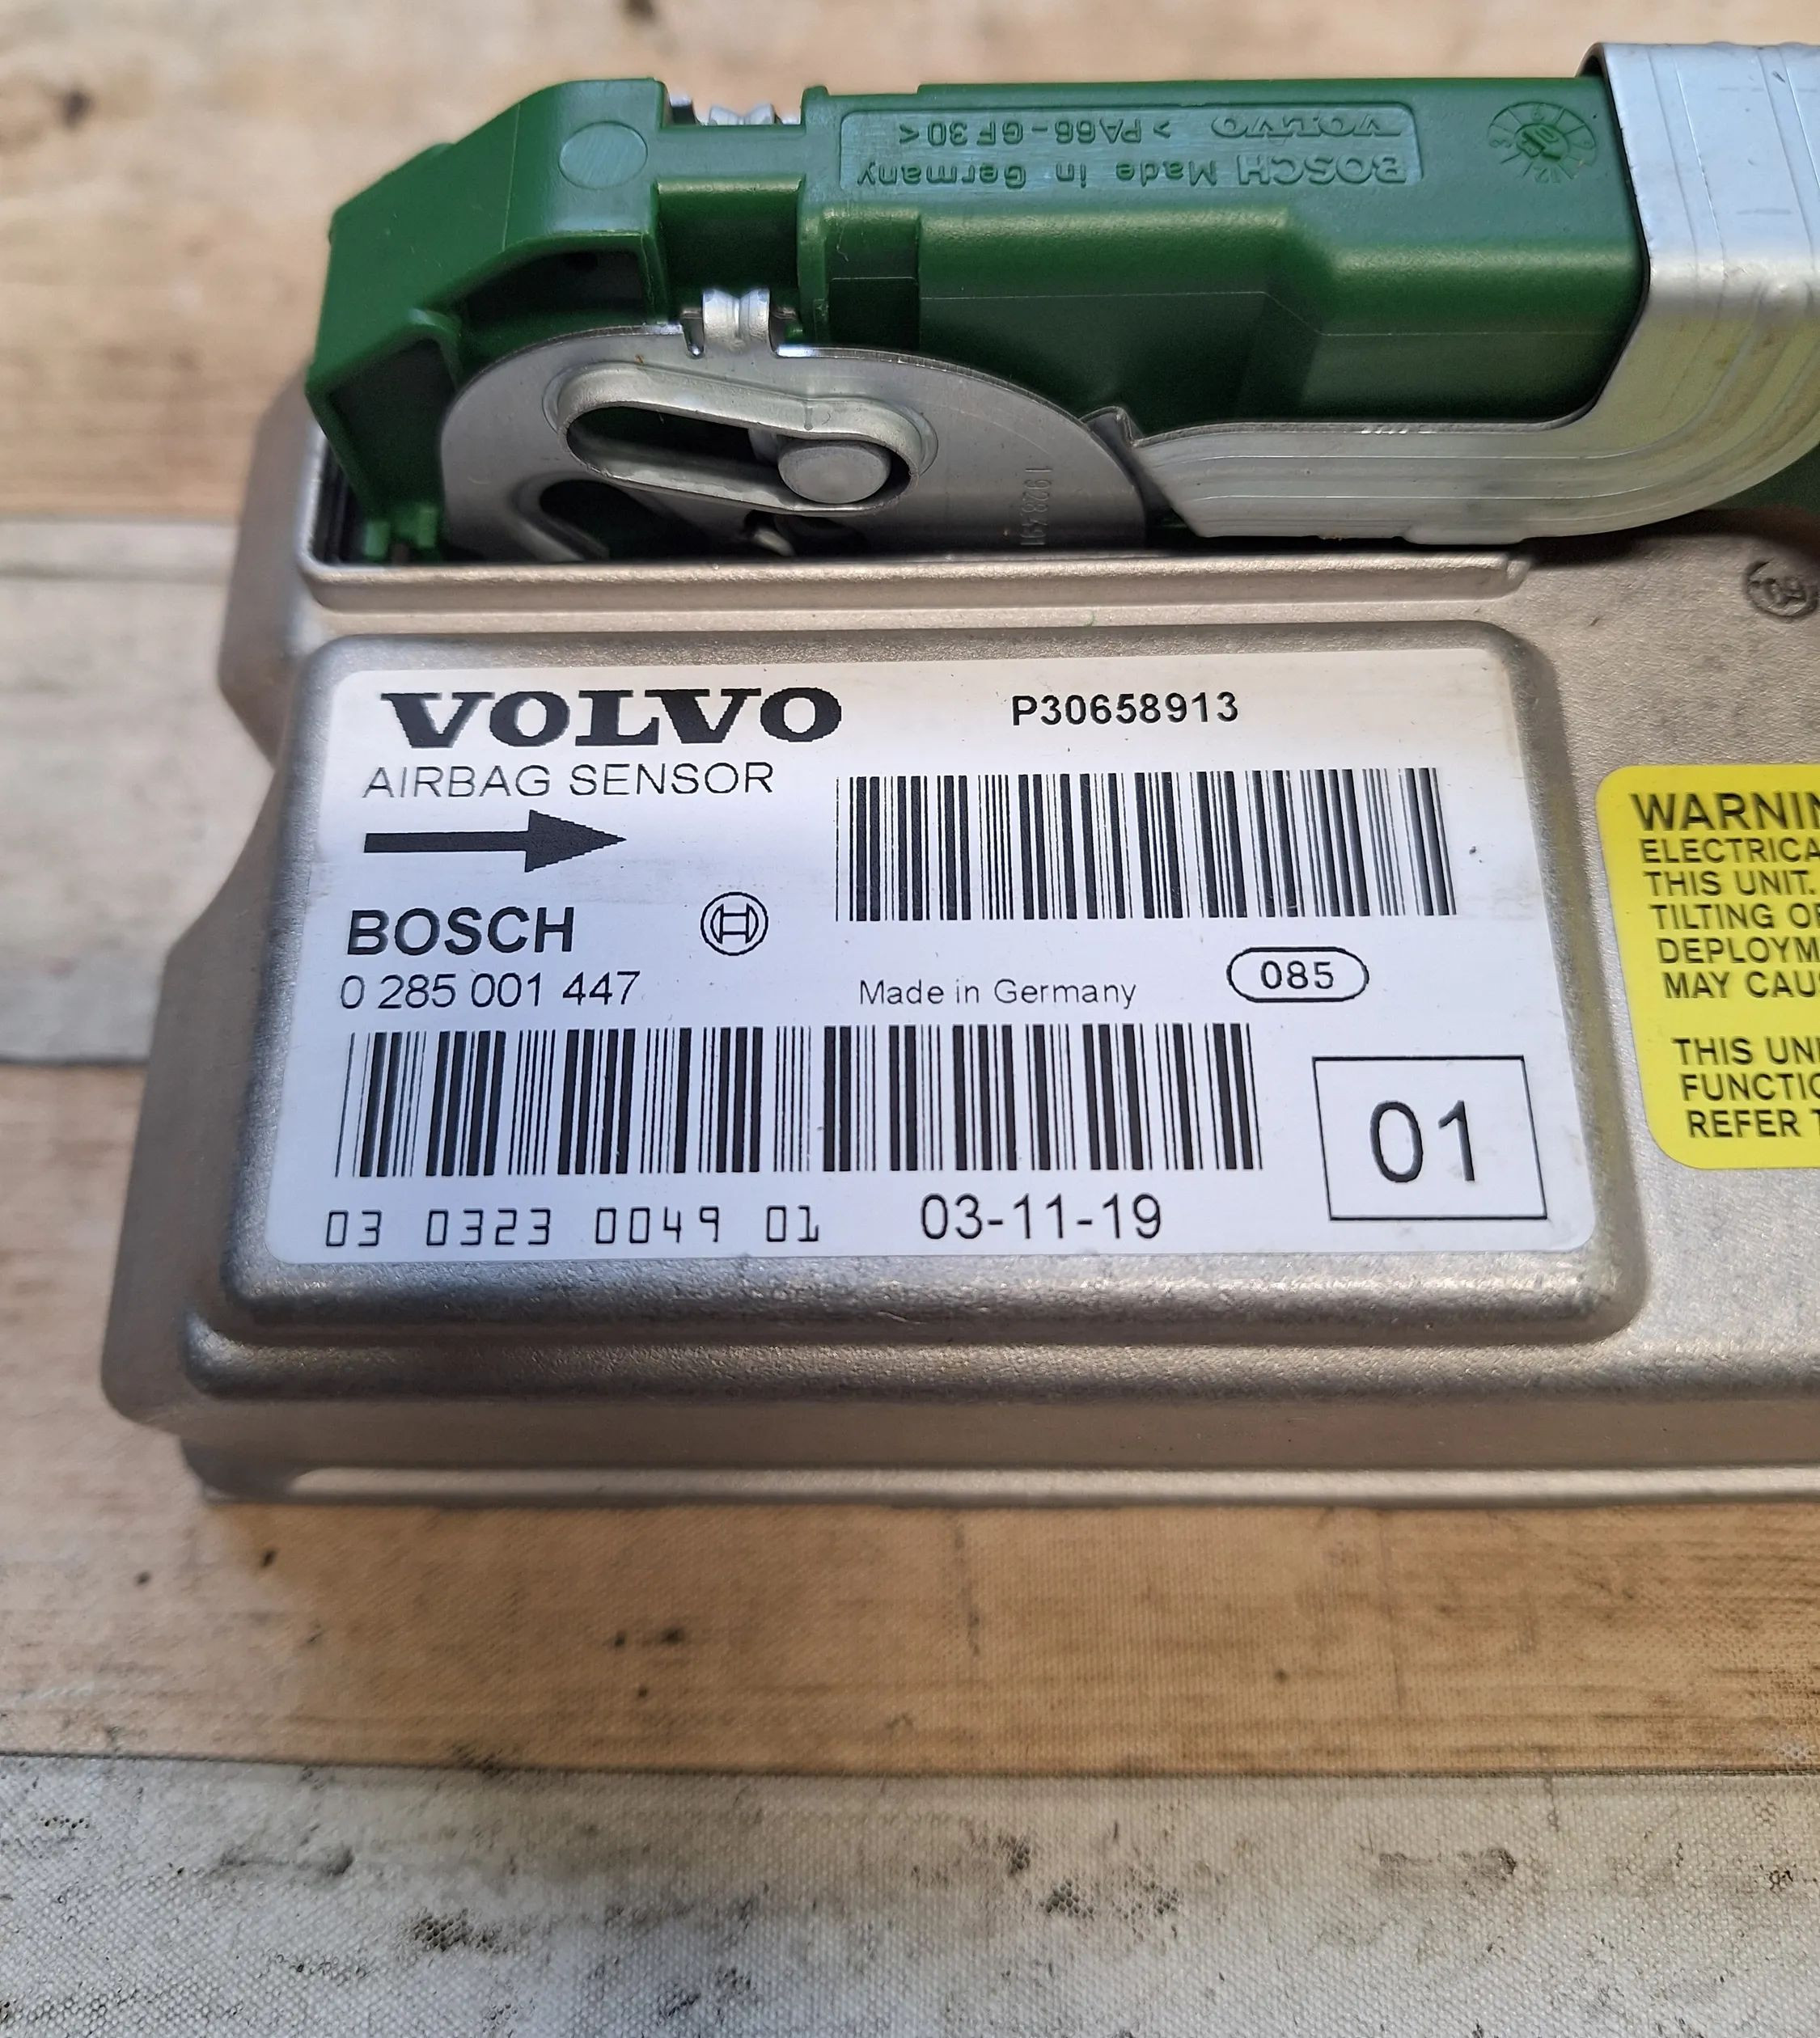 BOSCH Made in Germany
VOLVO >PA66-GF30<
VOLVO
P30658913
AIRBAG SENSOR
BOSCH
0 285 001 447
Made in Germany
085
01
03 0323 0049 01
03-11-19
WARNIN
ELECTRICA
THIS UNIT.
TILTING O
DEPLOYM
MAY CAU
THIS UN
FUNCTIO
REFER T